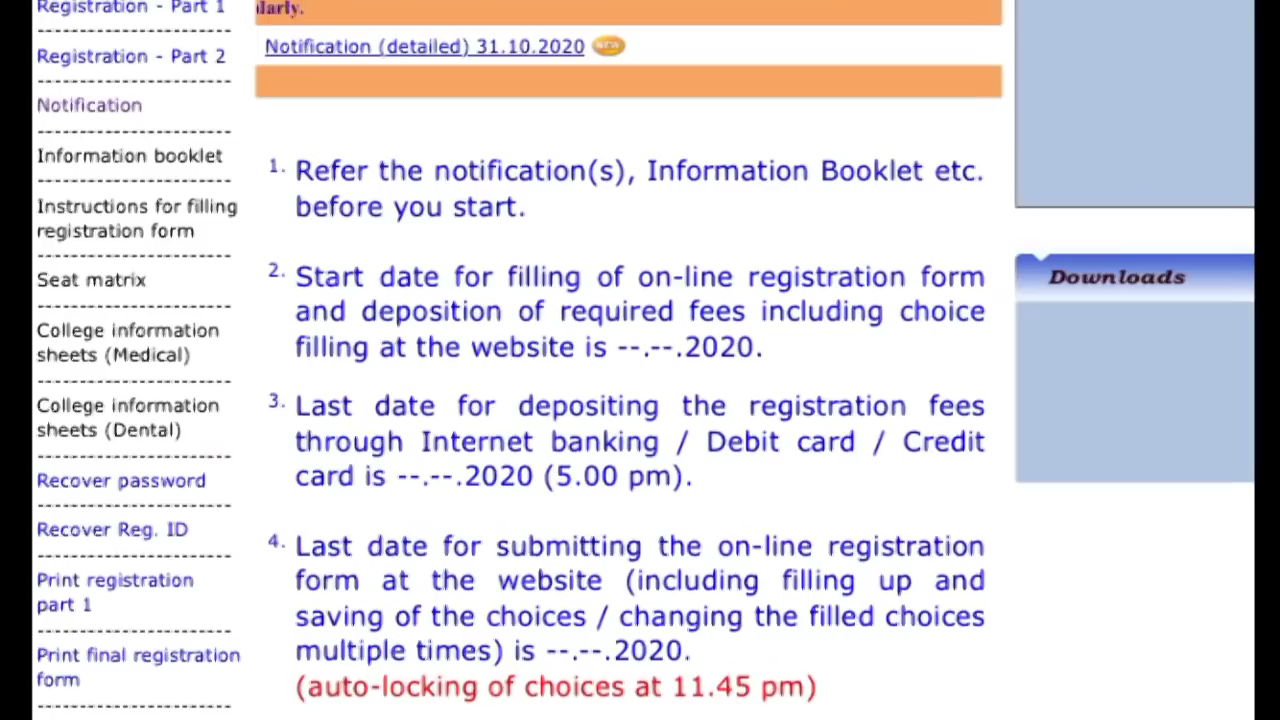 Registration - Part 1
Registration - Part 2
Notification
Information booklet
Instructions for filling
registration form
Seat matrix
College information
sheets (Medical)
College information
sheets (Dental)
Recover password
Recover Reg. ID
Print registration
part 1
Print final registration
form
Notification (detailed) 31.10.2020 NEW
1. Refer the notification(s), Information Booklet etc.
before you start.
2. Start date for filling of on-line registration form
and deposition of required fees including choice
filling at the website is --.--.2020.
3. Last date for depositing the registration fees
through Internet banking / Debit card / Credit
card is --.--.2020 (5.00 pm).
4. Last date for submitting the on-line registration
form at the website (including filling up and
saving of the choices / changing the filled choices
multiple times) is --.--.2020.
(auto-locking of choices at 11.45 pm)
Downloads